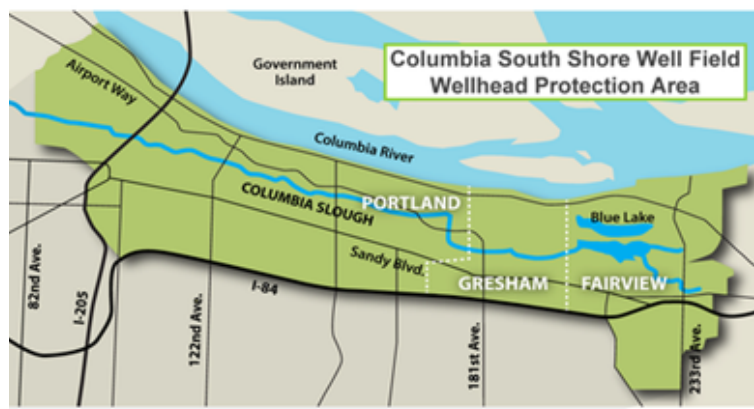 Columbia South Shore Well Field
Wellhead Protection Area
Government
Island
Airport Way
Columbia River
COLUMBIA SLOUGH
PORTLAND
Blue Lake
Sandy Blvd.
GRESHAM
FAIRVIEW
I-84
82nd Ave.
I-205
122nd Ave.
181st Ave.
233rd Ave.